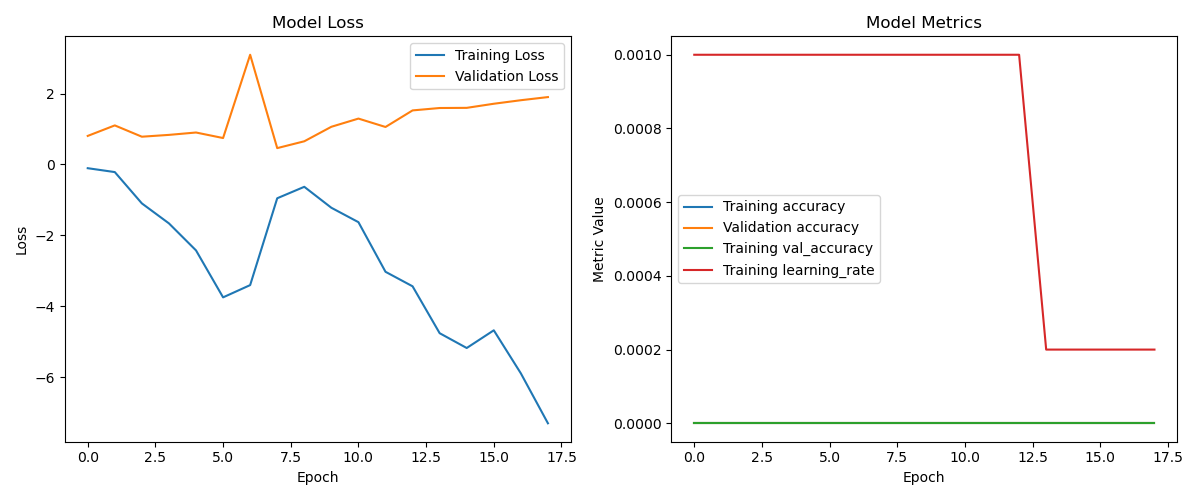 Model Loss
Training Loss
Validation Loss
2
0
−2
−4
−6
Loss
0.0 2.5 5.0 7.5 10.0 12.5 15.0 17.5
Epoch
Model Metrics
0.0010
0.0008
0.0006
0.0004
0.0002
0.0000
Metric Value
Training accuracy
Validation accuracy
Training val_accuracy
Training learning_rate
0.0 2.5 5.0 7.5 10.0 12.5 15.0 17.5
Epoch